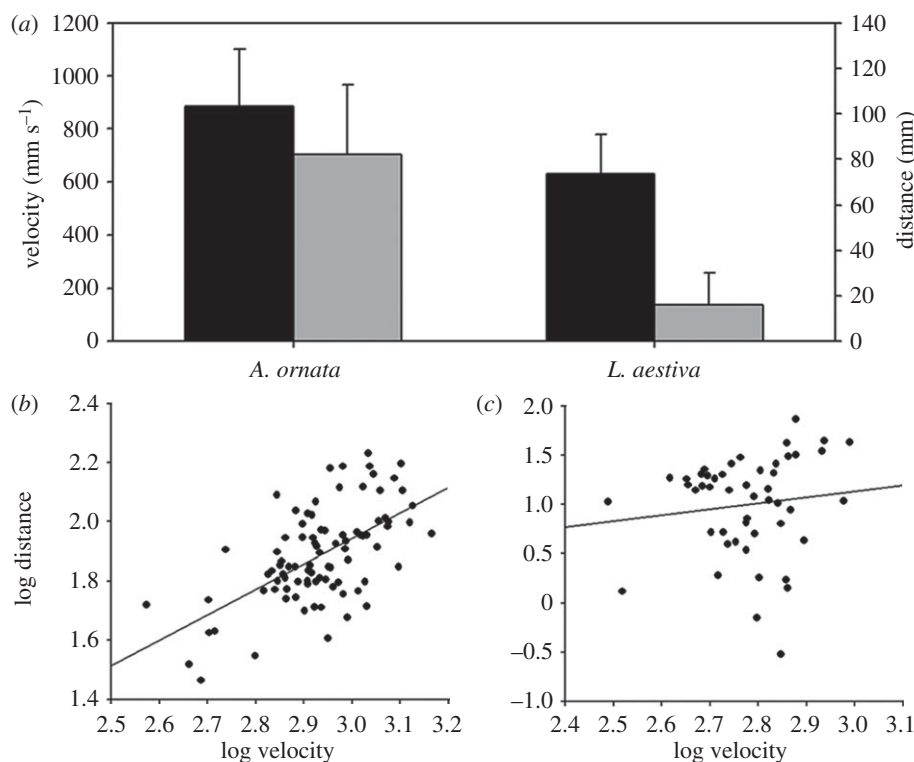 (a)
1200
1000
800
600
400
200
0
velocity (mm s⁻¹)
140
120
100
80
60
40
20
0
distance (mm)
A. ornata
L. aestiva
(b)
2.4
2.2
2.0
1.8
1.6
1.4
log distance
2.5 2.6 2.7 2.8 2.9 3.0 3.1 3.2
log velocity
(c)
2.0
1.5
1.0
0.5
0
–0.5
–1.0
2.4 2.5 2.6 2.7 2.8 2.9 3.0 3.1
log velocity